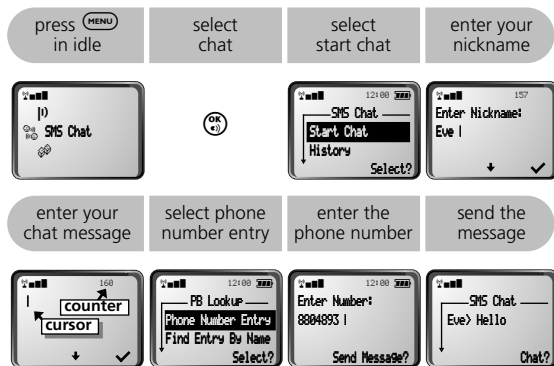 press MENU in idle
select chat
select start chat
enter your nickname
SMS Chat
OK
12:00
SMS Chat
Start Chat
History
Select?
157
Enter Nickname:
Eve |
enter your chat message
select phone number entry
enter the phone number
send the message
160
counter
cursor
12:00
PB Lookup
Phone Number Entry
Find Entry By Name
Select?
12:00
Enter Number:
8804893 |
Send Message?
SMS Chat
Eve> Hello
Chat?